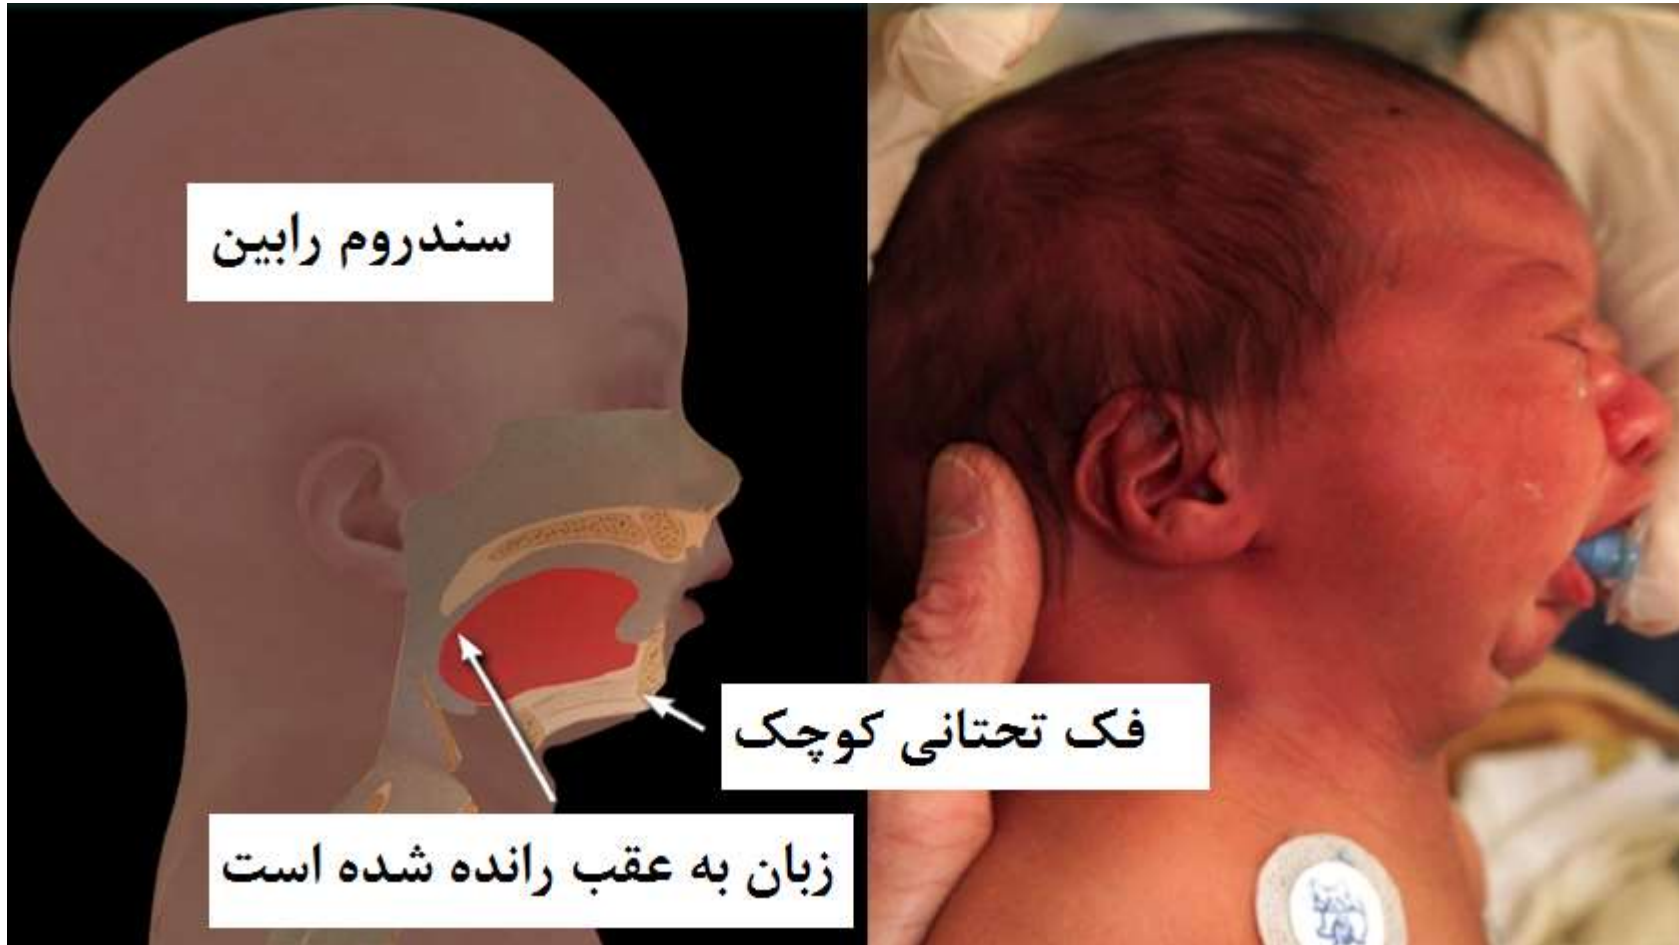 سندروم رابین
فک تحتانی کوچک
زبان به عقب رانده شده است